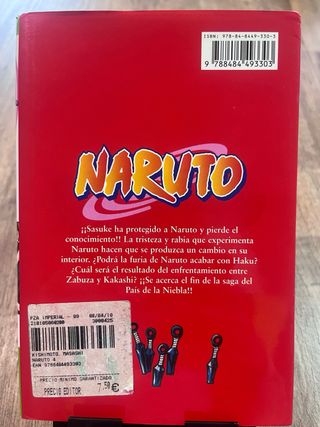 ISBN: 978-84-8449-330-3
9 788484 493303
NARUTO
¡¡Sasuke ha protegido a Naruto y pierde el
conocimiento!! La tristeza y rabia que experimenta
Naruto hacen que se produzca un cambio en su
interior. ¿Podrá la furia de Naruto acabar con Haku?
¿Cuál será el resultado del enfrentamiento entre
Zabuza y Kakashi? ¡¡Se acerca el fin de la saga del
País de la Niebla!!
PZA IMPERIAL - 89
KISHIMOTO, MASASHI
NARUTO 4
EAN 9788484493303
PRECIO MINIMO GARANTIZADO
PRECIO EDITOR 7,50 €